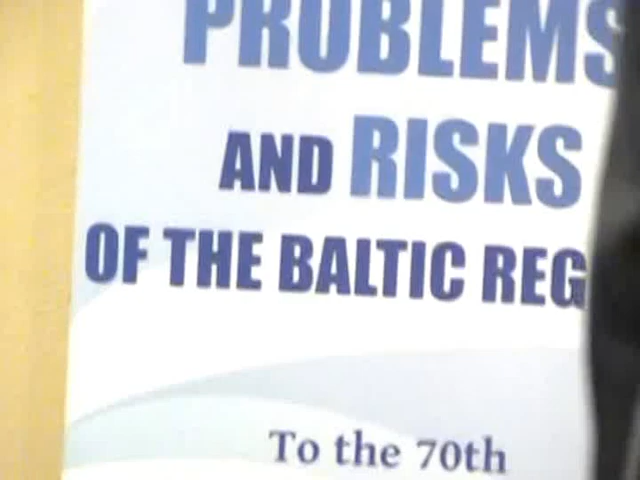 PROBLEMS
AND RISKS
OF THE BALTIC REG
To the 70th